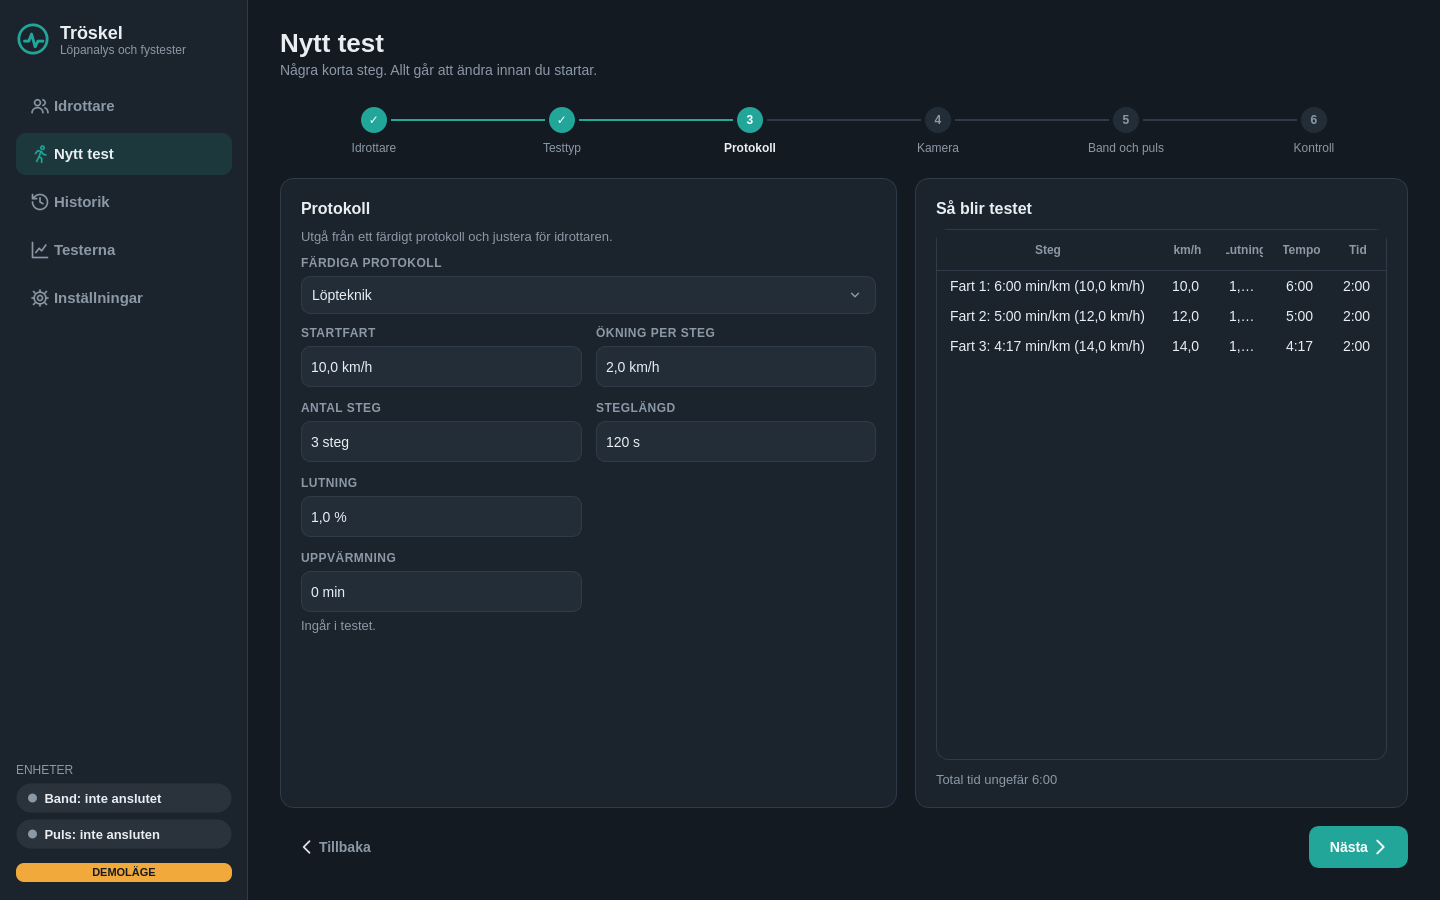 Tröskel
Löpanalys och fystester
Idrottare
Nytt test
Historik
Testerna
Inställningar
ENHETER
Band: inte anslutet
Puls: inte ansluten
DEMOLÄGE
Nytt test
Några korta steg. Allt går att ändra innan du startar.
✓ ✓ 3 4 5 6
Idrottare Testtyp Protokoll Kamera Band och puls Kontroll
Protokoll
Utgå från ett färdigt protokoll och justera för idrottaren.
FÄRDIGA PROTOKOLL
Löpteknik
STARTFART ÖKNING PER STEG
10,0 km/h 2,0 km/h
ANTAL STEG STEGLÄNGD
3 steg 120 s
LUTNING
1,0 %
UPPVÄRMNING
0 min
Ingår i testet.
Så blir testet
Steg km/h Lutning Tempo Tid
Fart 1: 6:00 min/km (10,0 km/h) 10,0 1,… 6:00 2:00
Fart 2: 5:00 min/km (12,0 km/h) 12,0 1,… 5:00 2:00
Fart 3: 4:17 min/km (14,0 km/h) 14,0 1,… 4:17 2:00
Total tid ungefär 6:00
Tillbaka
Nästa